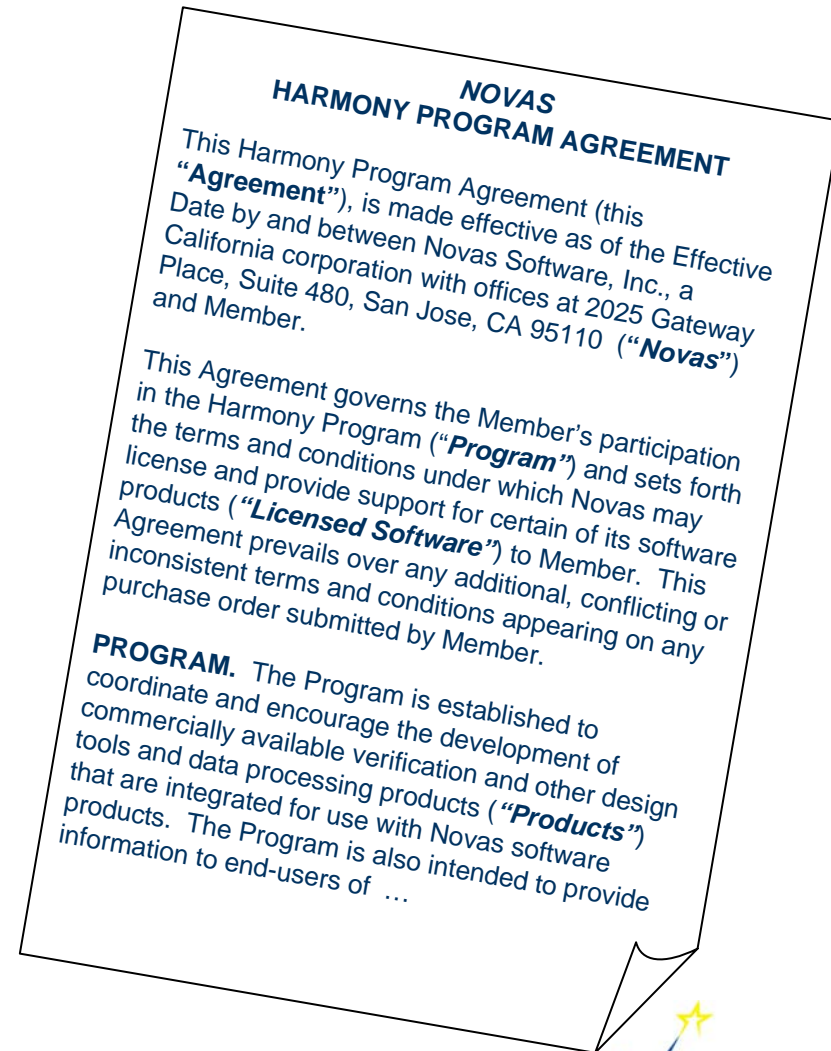 NOVAS
HARMONY PROGRAM AGREEMENT
This Harmony Program Agreement (this
“Agreement”), is made effective as of the Effective
Date by and between Novas Software, Inc., a
California corporation with offices at 2025 Gateway
Place, Suite 480, San Jose, CA 95110 (“Novas”)
and Member.
This Agreement governs the Member’s participation
in the Harmony Program (“Program”) and sets forth
the terms and conditions under which Novas may
license and provide support for certain of its software
products (“Licensed Software”) to Member. This
Agreement prevails over any additional, conflicting or
inconsistent terms and conditions appearing on any
purchase order submitted by Member.
PROGRAM. The Program is established to
coordinate and encourage the development of
commercially available verification and other design
tools and data processing products (“Products”)
that are integrated for use with Novas software
products. The Program is also intended to provide
information to end-users of …